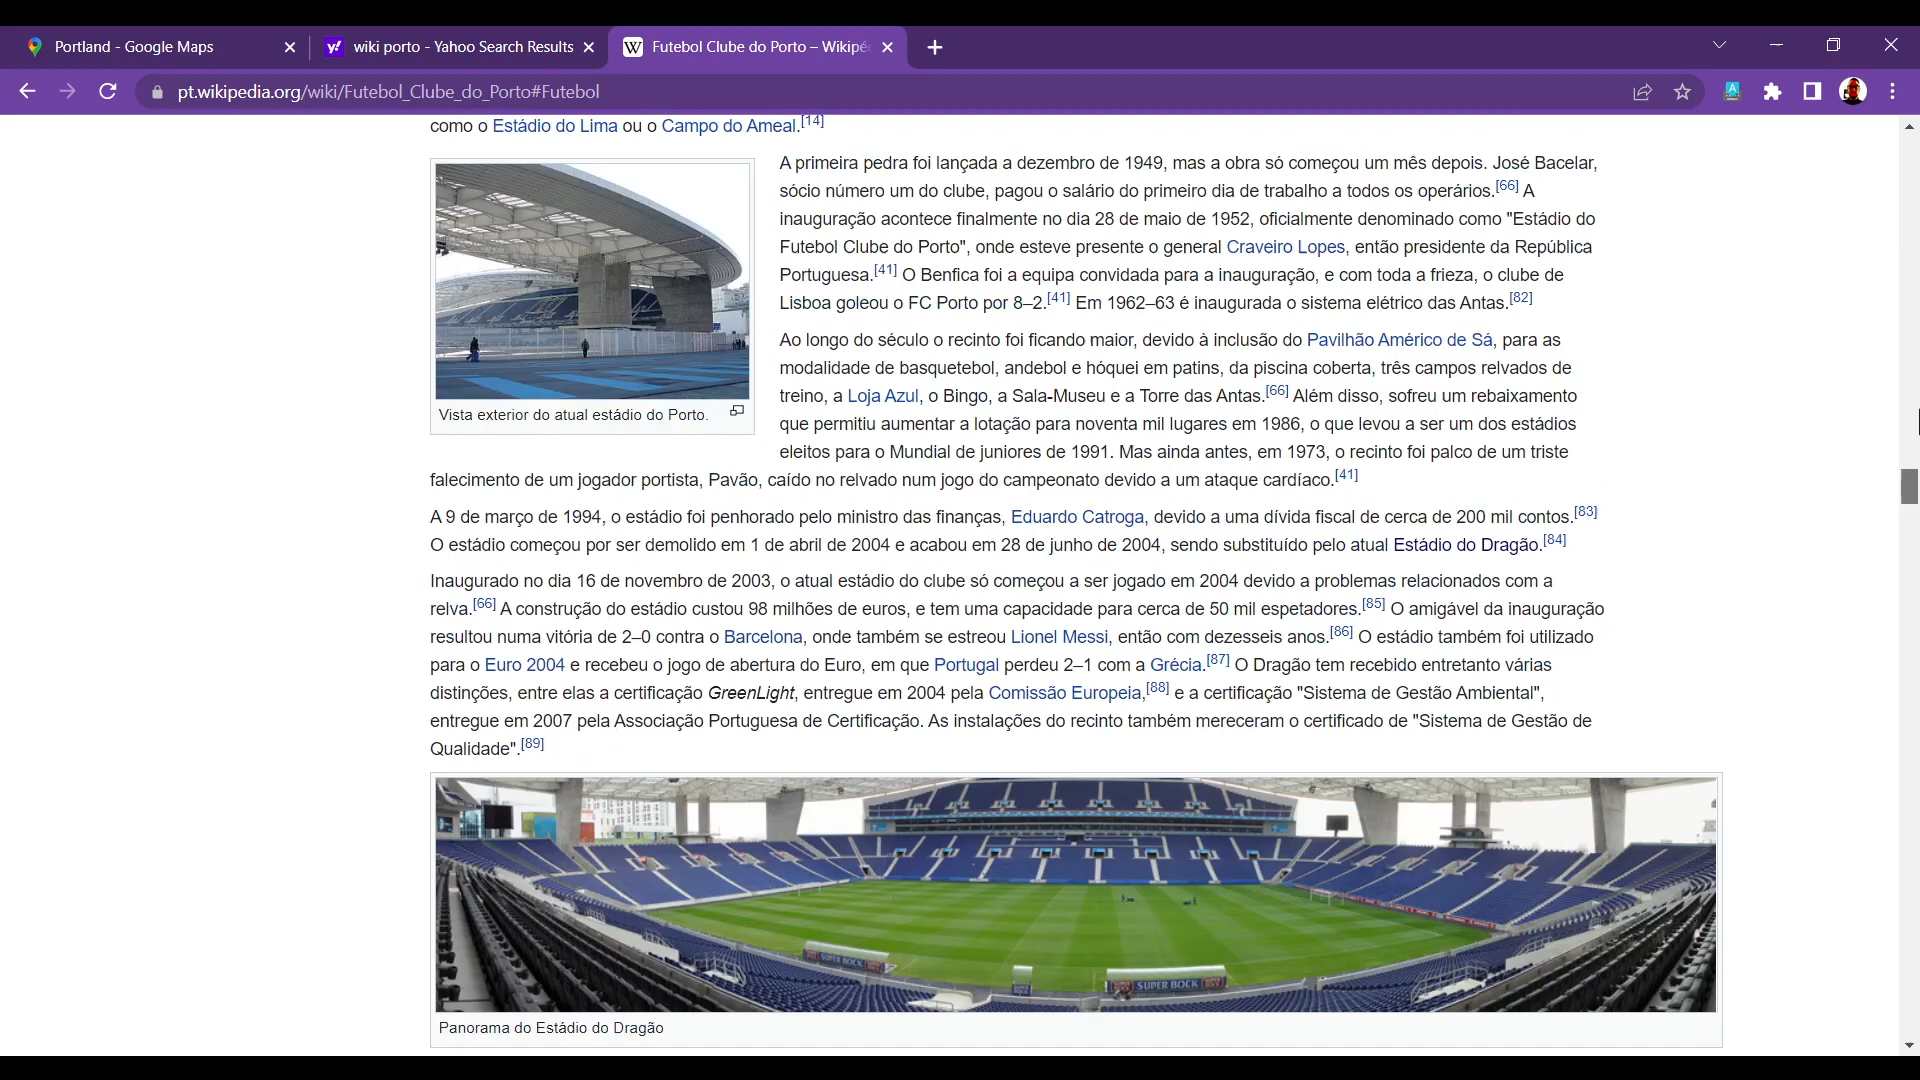 Portland - Google Maps
wiki porto - Yahoo Search Results
Futebol Clube do Porto – Wikipé
pt.wikipedia.org/wiki/Futebol_Clube_do_Porto#Futebol
como o Estádio do Lima ou o Campo do Ameal.[14]
A primeira pedra foi lançada a dezembro de 1949, mas a obra só começou um mês depois. José Bacelar,
sócio número um do clube, pagou o salário do primeiro dia de trabalho a todos os operários.[66] A
inauguração acontece finalmente no dia 28 de maio de 1952, oficialmente denominado como "Estádio do
Futebol Clube do Porto", onde esteve presente o general Craveiro Lopes, então presidente da República
Portuguesa.[41] O Benfica foi a equipa convidada para a inauguração, e com toda a frieza, o clube de
Lisboa goleou o FC Porto por 8–2.[41] Em 1962–63 é inaugurada o sistema elétrico das Antas.[82]
Vista exterior do atual estádio do Porto.
Ao longo do século o recinto foi ficando maior, devido à inclusão do Pavilhão Américo de Sá, para as
modalidade de basquetebol, andebol e hóquei em patins, da piscina coberta, três campos relvados de
treino, a Loja Azul, o Bingo, a Sala-Museu e a Torre das Antas.[66] Além disso, sofreu um rebaixamento
que permitiu aumentar a lotação para noventa mil lugares em 1986, o que levou a ser um dos estádios
eleitos para o Mundial de juniores de 1991. Mas ainda antes, em 1973, o recinto foi palco de um triste
falecimento de um jogador portista, Pavão, caído no relvado num jogo do campeonato devido a um ataque cardíaco.[41]
A 9 de março de 1994, o estádio foi penhorado pelo ministro das finanças, Eduardo Catroga, devido a uma dívida fiscal de cerca de 200 mil contos.[83]
O estádio começou por ser demolido em 1 de abril de 2004 e acabou em 28 de junho de 2004, sendo substituído pelo atual Estádio do Dragão.[84]
Inaugurado no dia 16 de novembro de 2003, o atual estádio do clube só começou a ser jogado em 2004 devido a problemas relacionados com a
relva.[66] A construção do estádio custou 98 milhões de euros, e tem uma capacidade para cerca de 50 mil espetadores.[85] O amigável da inauguração
resultou numa vitória de 2–0 contra o Barcelona, onde também se estreou Lionel Messi, então com dezesseis anos.[86] O estádio também foi utilizado
para o Euro 2004 e recebeu o jogo de abertura do Euro, em que Portugal perdeu 2–1 com a Grécia.[87] O Dragão tem recebido entretanto várias
distinções, entre elas a certificação GreenLight, entregue em 2004 pela Comissão Europeia,[88] e a certificação "Sistema de Gestão Ambiental",
entregue em 2007 pela Associação Portuguesa de Certificação. As instalações do recinto também mereceram o certificado de "Sistema de Gestão de
Qualidade".[89]
SUPER BOCK
SUPER BOCK
Panorama do Estádio do Dragão